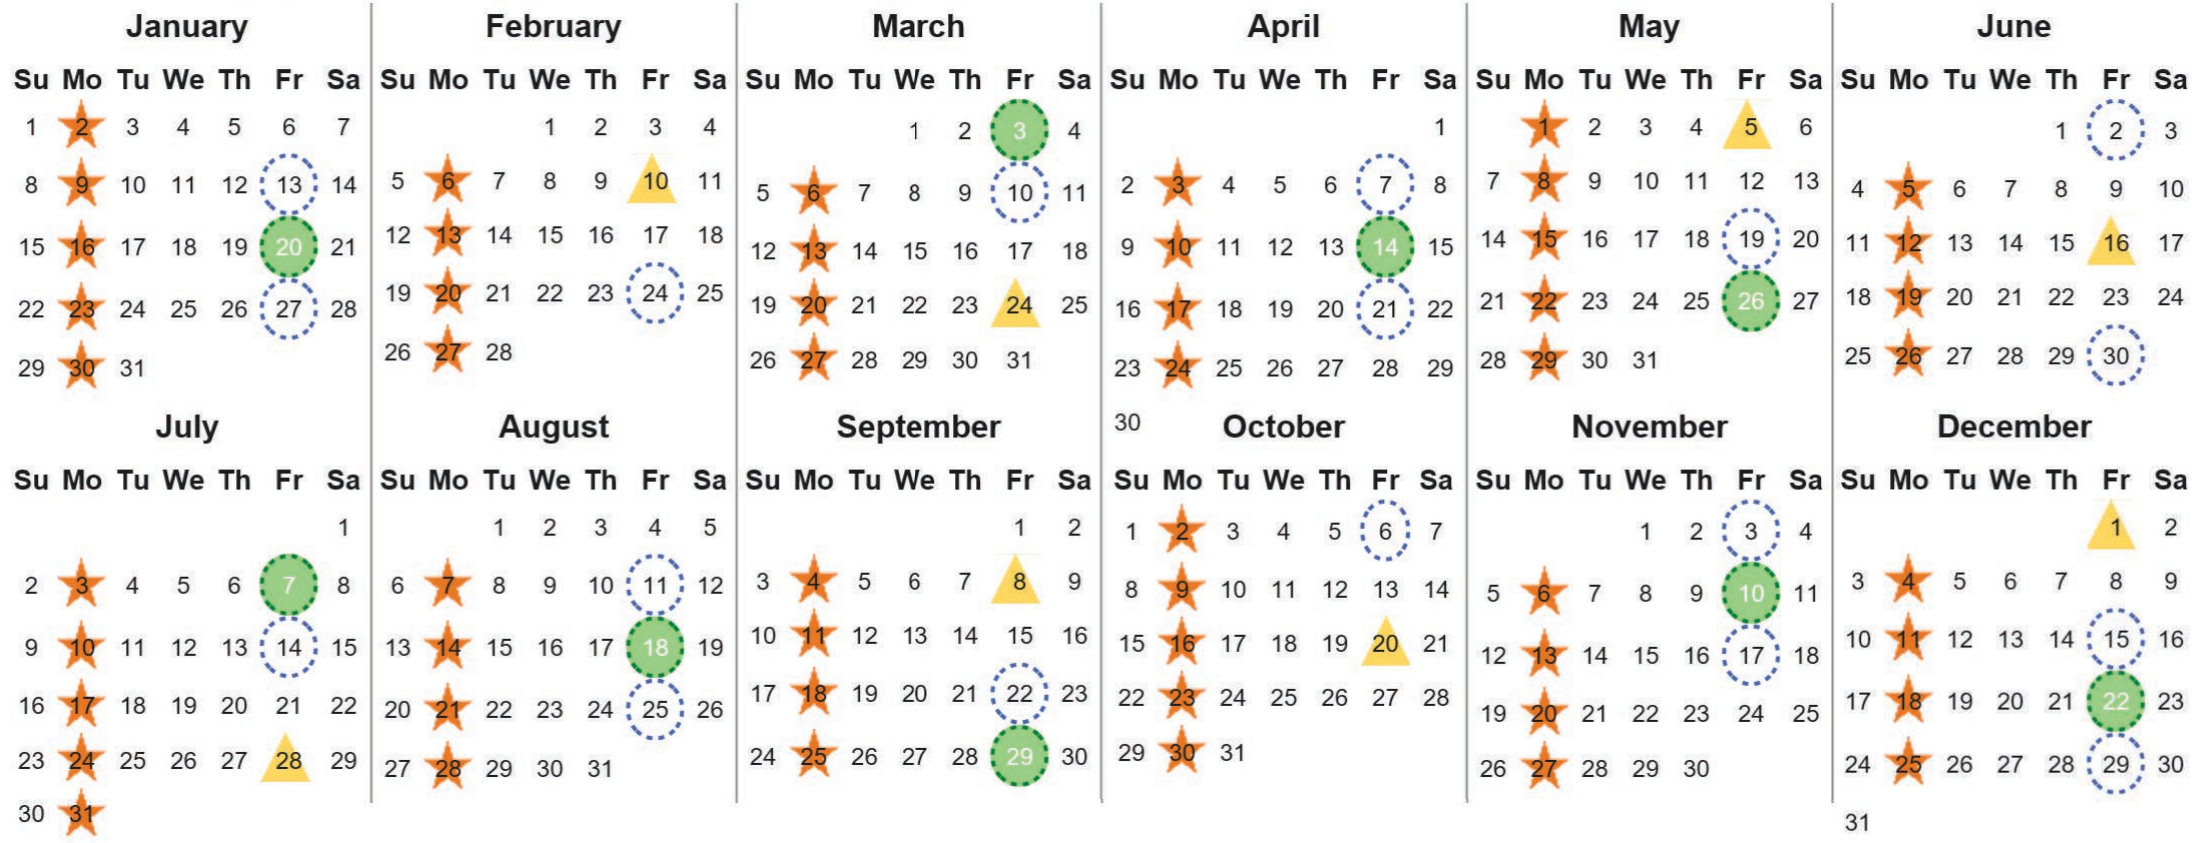 January
Su Mo Tu We Th Fr Sa
1 2 3 4 5 6 7
8 9 10 11 12 13 14
15 16 17 18 19 20 21
22 23 24 25 26 27 28
29 30 31
February
Su Mo Tu We Th Fr Sa
1 2 3 4
5 6 7 8 9 10 11
12 13 14 15 16 17 18
19 20 21 22 23 24 25
26 27 28
March
Su Mo Tu We Th Fr Sa
1 2 3 4
5 6 7 8 9 10 11
12 13 14 15 16 17 18
19 20 21 22 23 24 25
26 27 28 29 30 31
April
Su Mo Tu We Th Fr Sa
1
2 3 4 5 6 7 8
9 10 11 12 13 14 15
16 17 18 19 20 21 22
23 24 25 26 27 28 29
30
May
Su Mo Tu We Th Fr Sa
1 2 3 4 5 6
7 8 9 10 11 12 13
14 15 16 17 18 19 20
21 22 23 24 25 26 27
28 29 30 31
June
Su Mo Tu We Th Fr Sa
1 2 3
4 5 6 7 8 9 10
11 12 13 14 15 16 17
18 19 20 21 22 23 24
25 26 27 28 29 30
July
Su Mo Tu We Th Fr Sa
1
2 3 4 5 6 7 8
9 10 11 12 13 14 15
16 17 18 19 20 21 22
23 24 25 26 27 28 29
30 31
August
Su Mo Tu We Th Fr Sa
1 2 3 4 5
6 7 8 9 10 11 12
13 14 15 16 17 18 19
20 21 22 23 24 25 26
27 28 29 30 31
September
Su Mo Tu We Th Fr Sa
1 2
3 4 5 6 7 8 9
10 11 12 13 14 15 16
17 18 19 20 21 22 23
24 25 26 27 28 29 30
October
Su Mo Tu We Th Fr Sa
1 2 3 4 5 6 7
8 9 10 11 12 13 14
15 16 17 18 19 20 21
22 23 24 25 26 27 28
29 30 31
November
Su Mo Tu We Th Fr Sa
1 2 3 4
5 6 7 8 9 10 11
12 13 14 15 16 17 18
19 20 21 22 23 24 25
26 27 28 29 30
December
Su Mo Tu We Th Fr Sa
1 2
3 4 5 6 7 8 9
10 11 12 13 14 15 16
17 18 19 20 21 22 23
24 25 26 27 28 29 30
31